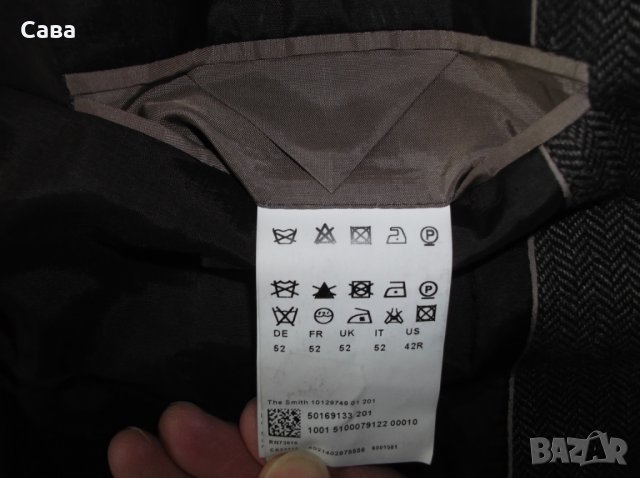 Сава
P
P
DE FR UK IT US
52 52 52 52 42R
The Smith 10129740 01 201
50169133 201
1001 5100079122 00010
BAZAR